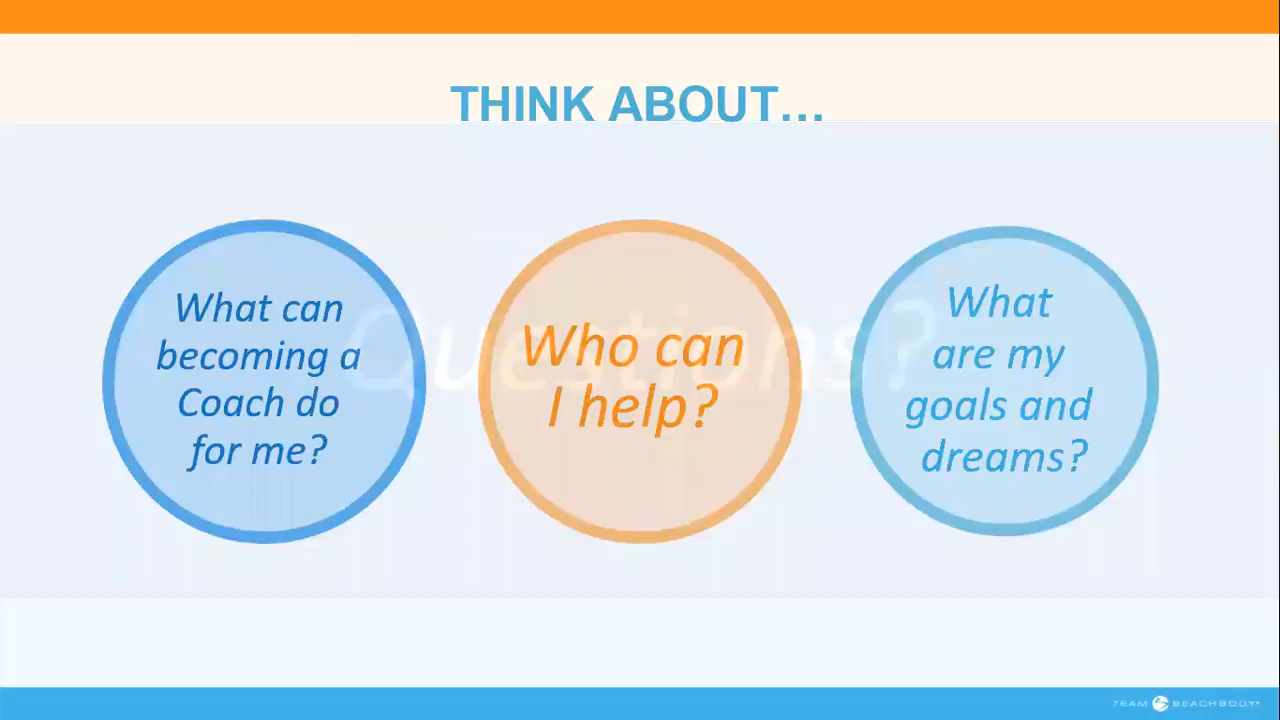 THINK ABOUT...
What can
becoming a
Coach do
for me?
Who can
I help?
What
are my
goals and
dreams?
Questions?
TEAM BEACHBODY